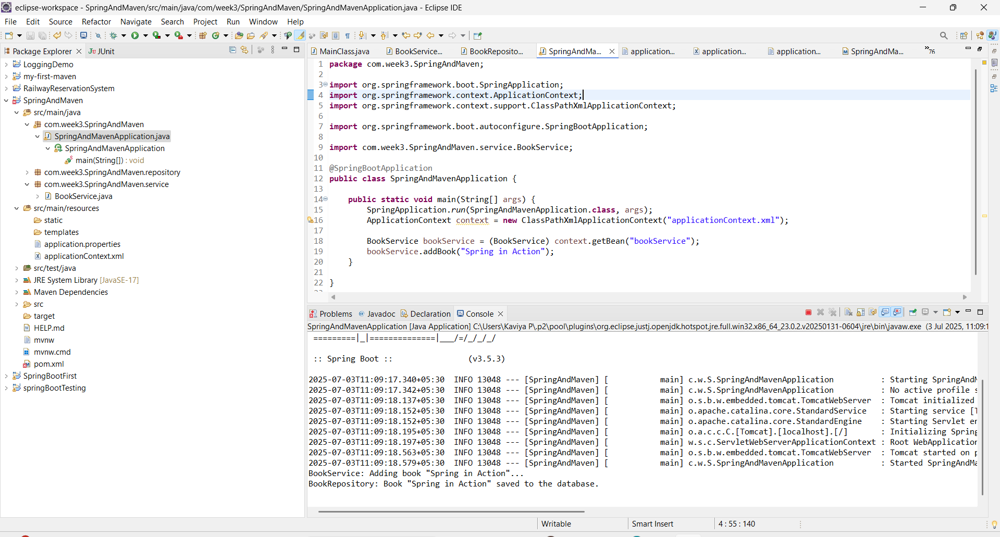 eclipse-workspace - SpringAndMaven/src/main/java/com/week3/SpringAndMaven/SpringAndMavenApplication.java - Eclipse IDE
File Edit Source Refactor Navigate Search Project Run Window Help
Package Explorer JUnit
LoggingDemo
my-first-maven
RailwayReservationSystem
SpringAndMaven
src/main/java
com.week3.SpringAndMaven
SpringAndMavenApplication.java
SpringAndMavenApplication
main(String[]) : void
com.week3.SpringAndMaven.repository
com.week3.SpringAndMaven.service
BookService.java
src/main/resources
static
templates
application.properties
applicationContext.xml
src/test/java
JRE System Library [JavaSE-17]
Maven Dependencies
src
target
HELP.md
mvnw
mvnw.cmd
pom.xml
SpringBootFirst
springBootTesting
MainClass.java BookService... BookReposito... SpringAndMa... application... application... application... SpringAndMa... »76
1 package com.week3.SpringAndMaven;
2
3 import org.springframework.boot.SpringApplication;
4 import org.springframework.context.ApplicationContext;
5 import org.springframework.context.support.ClassPathXmlApplicationContext;
6
7 import org.springframework.boot.autoconfigure.SpringBootApplication;
8
9 import com.week3.SpringAndMaven.service.BookService;
10
11 @SpringBootApplication
12 public class SpringAndMavenApplication {
13
14 public static void main(String[] args) {
15 SpringApplication.run(SpringAndMavenApplication.class, args);
16 ApplicationContext context = new ClassPathXmlApplicationContext("applicationContext.xml");
17
18 BookService bookService = (BookService) context.getBean("bookService");
19 bookService.addBook("Spring in Action");
20 }
21
22 }
Problems @ Javadoc Declaration Console
SpringAndMavenApplication [Java Application] C:\Users\Kaviya P\.p2\pool\plugins\org.eclipse.justj.openjdk.hotspot.jre.full.win32.x86_64_23.0.2.v20250131-0604\jre\bin\javaw.exe (3 Jul 2025, 11:09:1
=========|_|==============|___/=/_/_/_/
:: Spring Boot :: (v3.5.3)
2025-07-03T11:09:17.340+05:30 INFO 13048 --- [SpringAndMaven] [ main] c.w.S.SpringAndMavenApplication : Starting SpringAndM
2025-07-03T11:09:17.342+05:30 INFO 13048 --- [SpringAndMaven] [ main] c.w.S.SpringAndMavenApplication : No active profile s
2025-07-03T11:09:18.137+05:30 INFO 13048 --- [SpringAndMaven] [ main] o.s.b.w.embedded.tomcat.TomcatWebServer : Tomcat initialized
2025-07-03T11:09:18.152+05:30 INFO 13048 --- [SpringAndMaven] [ main] o.apache.catalina.core.StandardService : Starting service [T
2025-07-03T11:09:18.152+05:30 INFO 13048 --- [SpringAndMaven] [ main] o.apache.catalina.core.StandardEngine : Starting Servlet en
2025-07-03T11:09:18.195+05:30 INFO 13048 --- [SpringAndMaven] [ main] o.a.c.c.C.[Tomcat].[localhost].[/] : Initializing Spring
2025-07-03T11:09:18.197+05:30 INFO 13048 --- [SpringAndMaven] [ main] w.s.c.ServletWebServerApplicationContext : Root WebApplication
2025-07-03T11:09:18.563+05:30 INFO 13048 --- [SpringAndMaven] [ main] o.s.b.w.embedded.tomcat.TomcatWebServer : Tomcat started on p
2025-07-03T11:09:18.579+05:30 INFO 13048 --- [SpringAndMaven] [ main] c.w.S.SpringAndMavenApplication : Started SpringAndMa
BookService: Adding book "Spring in Action"...
BookRepository: Book "Spring in Action" saved to the database.
Writable Smart Insert 4 : 55 : 140